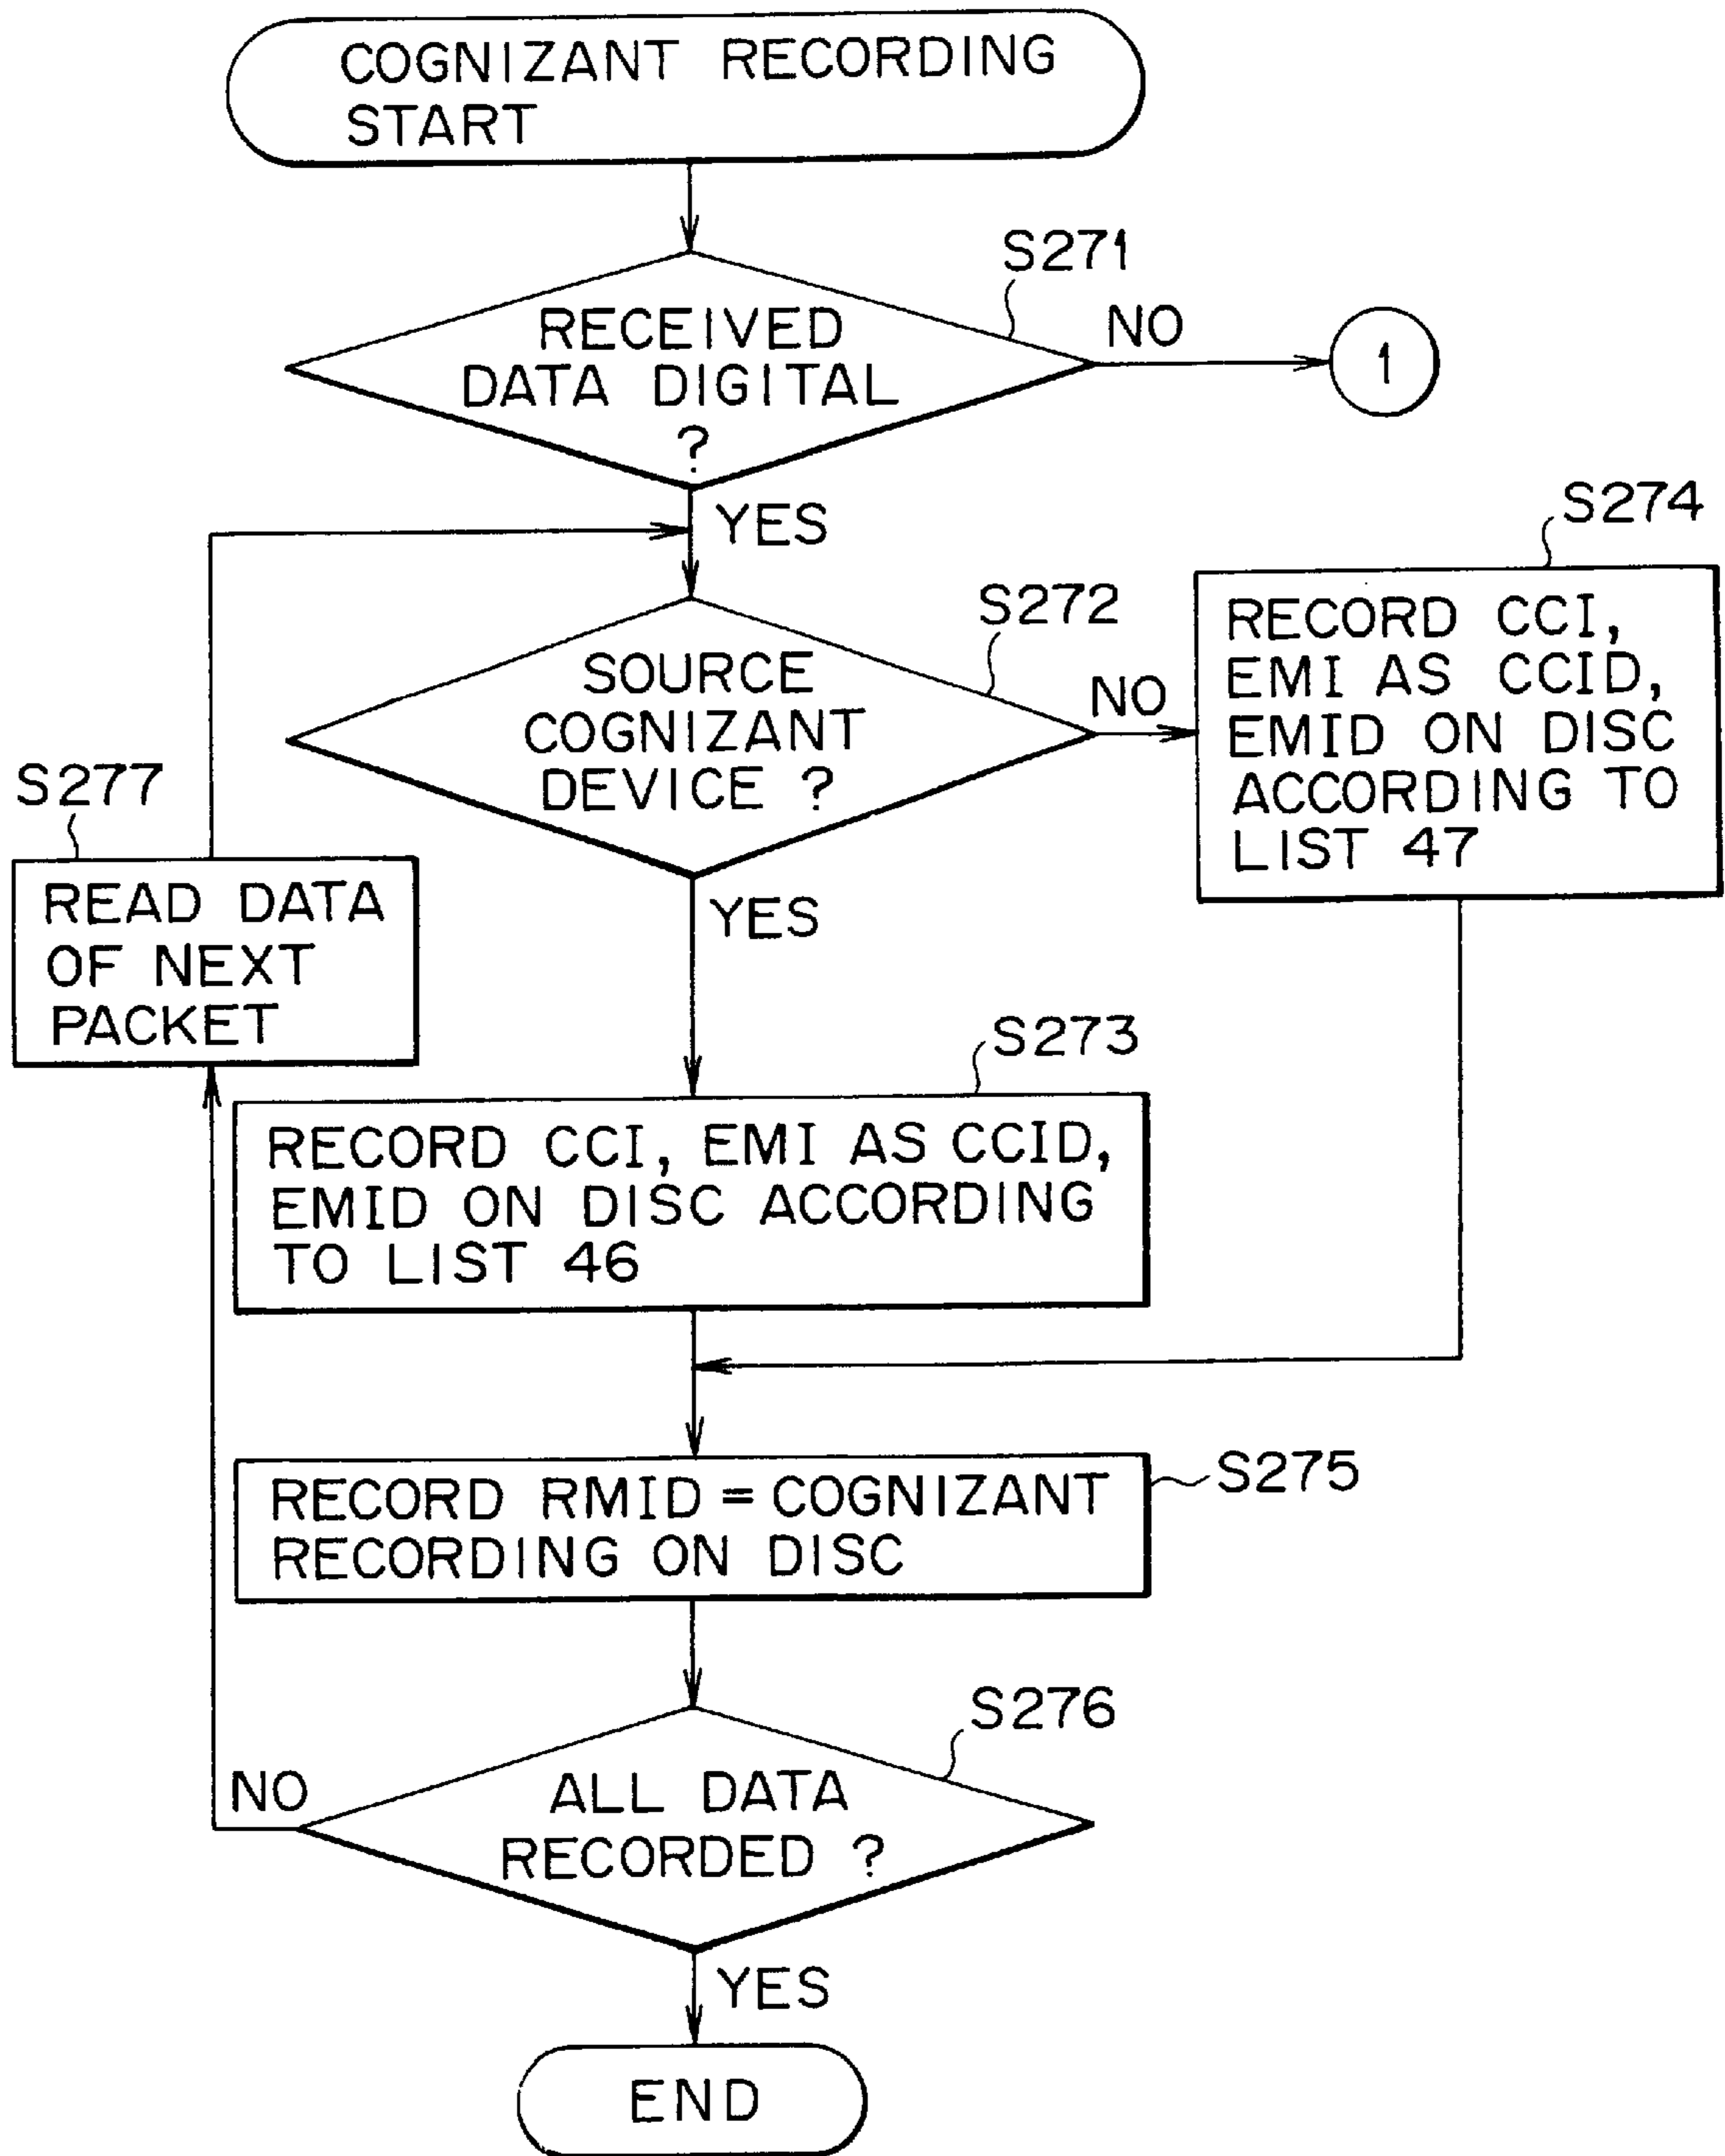 COGNIZANT RECORDING
START
S271
RECEIVED
DATA DIGITAL
?
NO
1
YES
S272
SOURCE
COGNIZANT
DEVICE ?
NO
S274
RECORD CCI,
EMI AS CCID,
EMID ON DISC
ACCORDING TO
LIST 47
S277
READ DATA
OF NEXT
PACKET
YES
S273
RECORD CCI, EMI AS CCID,
EMID ON DISC ACCORDING
TO LIST 46
RECORD RMID = COGNIZANT
RECORDING ON DISC
S275
S276
ALL DATA
RECORDED ?
NO
YES
END